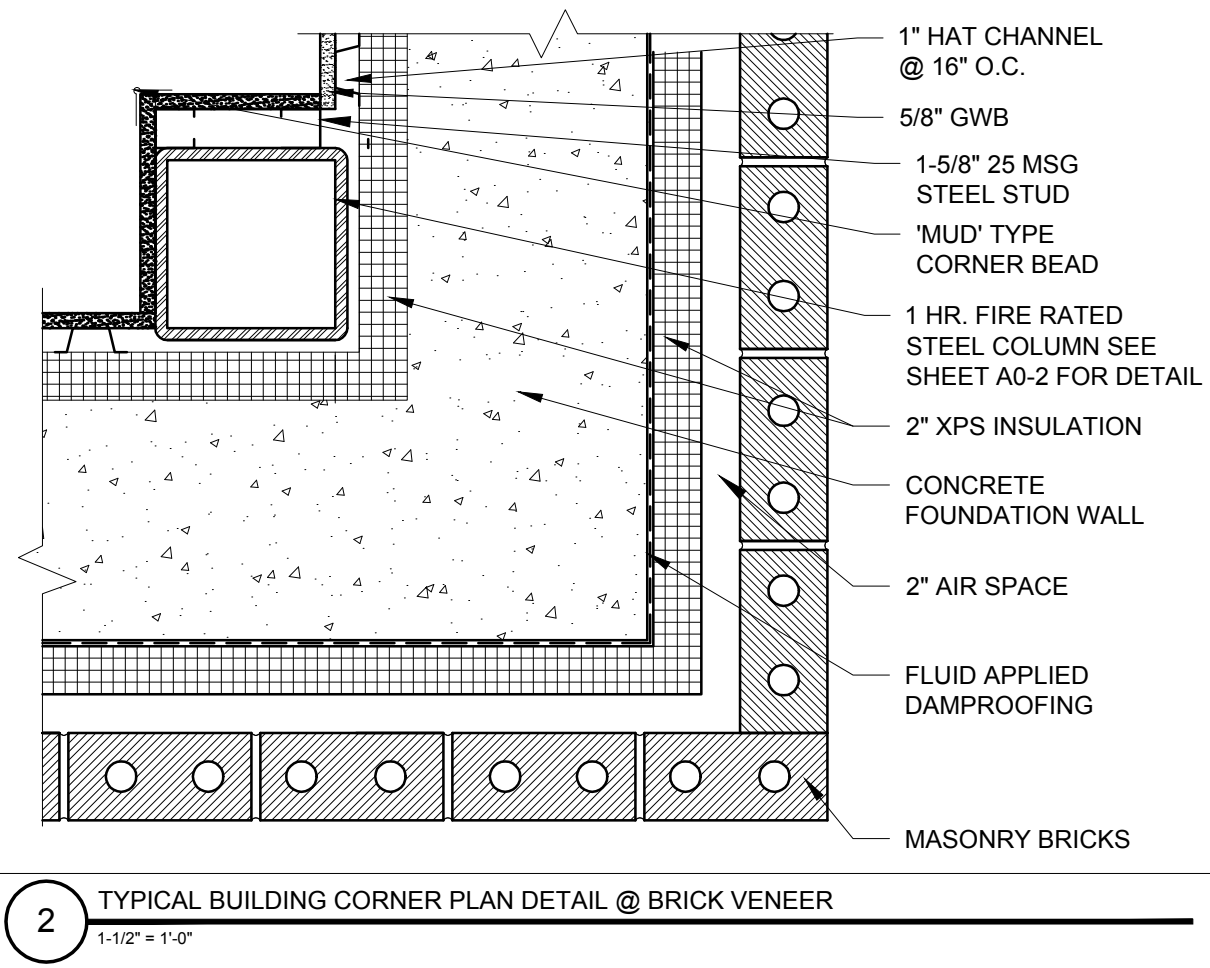 1" HAT CHANNEL
@ 16" O.C.
5/8" GWB
1-5/8" 25 MSG
STEEL STUD
'MUD' TYPE
CORNER BEAD
1 HR. FIRE RATED
STEEL COLUMN SEE
SHEET A0-2 FOR DETAIL
2" XPS INSULATION
CONCRETE
FOUNDATION WALL
2" AIR SPACE
FLUID APPLIED
DAMPROOFING
MASONRY BRICKS
2
TYPICAL BUILDING CORNER PLAN DETAIL @ BRICK VENEER
1-1/2" = 1'-0"